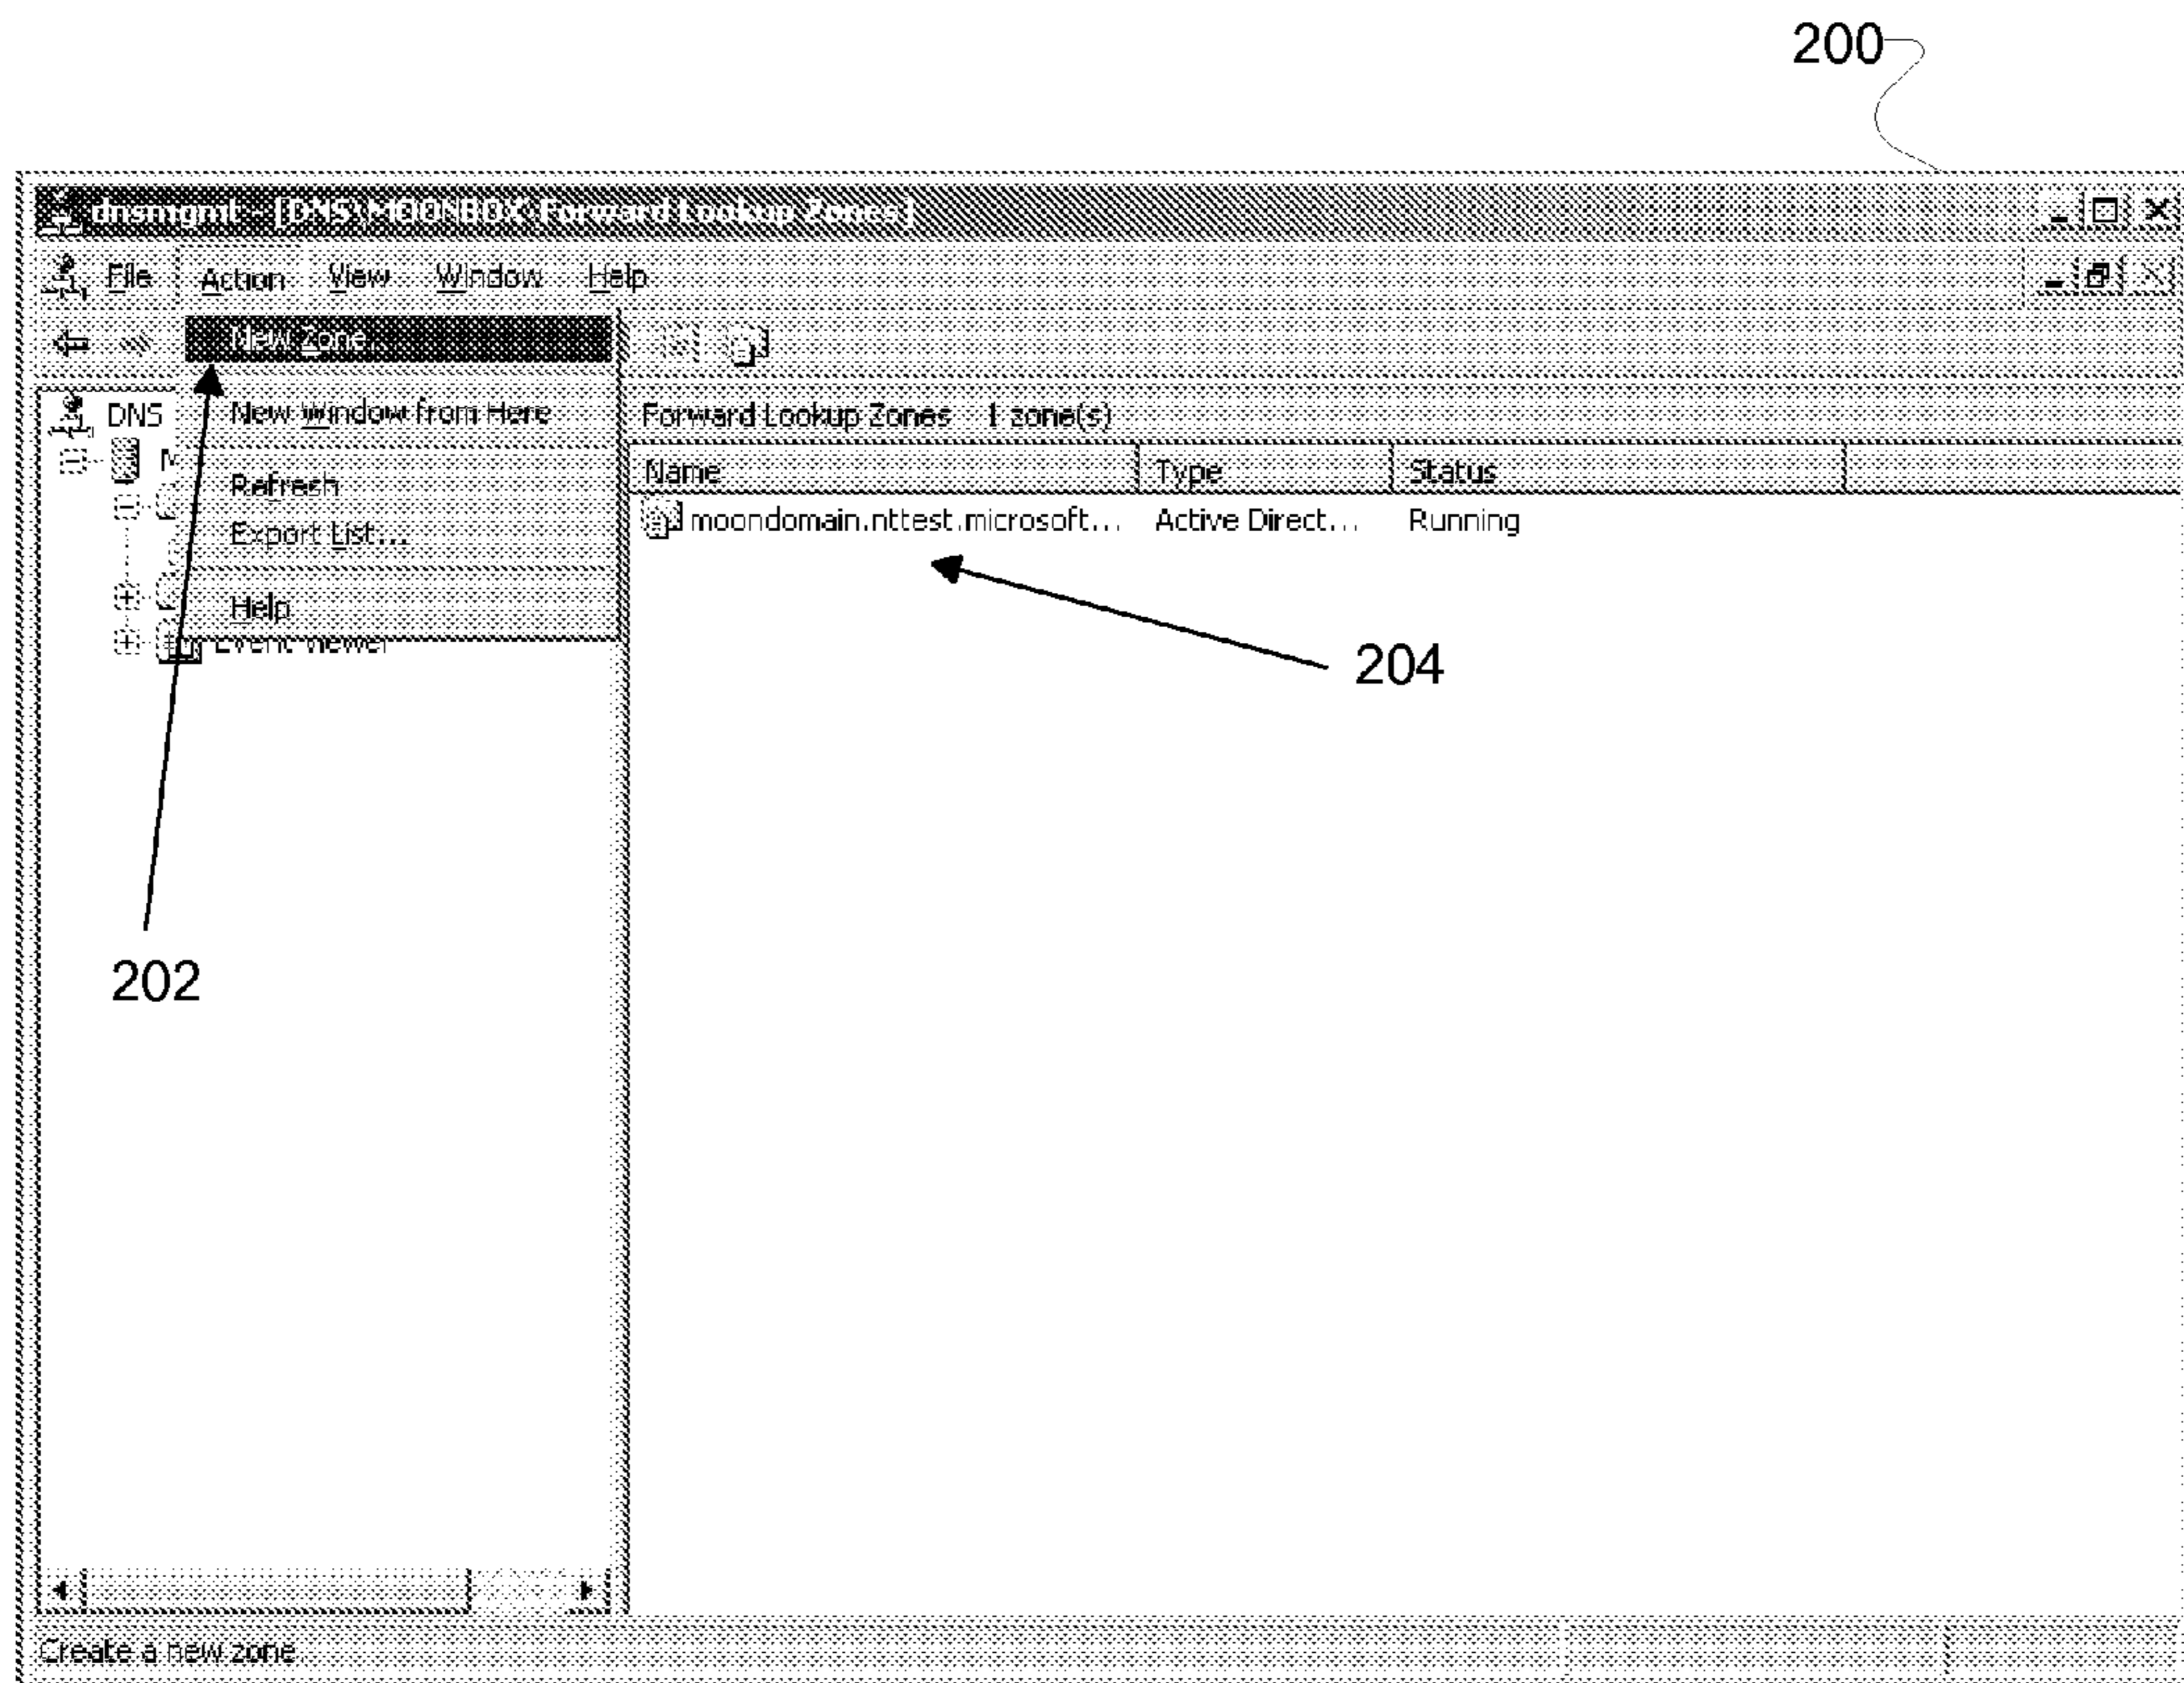 200
dnsmgmt - [DNS\MOONBOX\Forward Lookup Zones]
File Action View Window Help
New Zone...
DNS
New Window from Here
Forward Lookup Zones 1 zone(s)
Refresh
Name Type Status
Export List...
moondomain.nttest.microsoft... Active Direct... Running
Help
Event Viewer
204
202
Create a new zone.